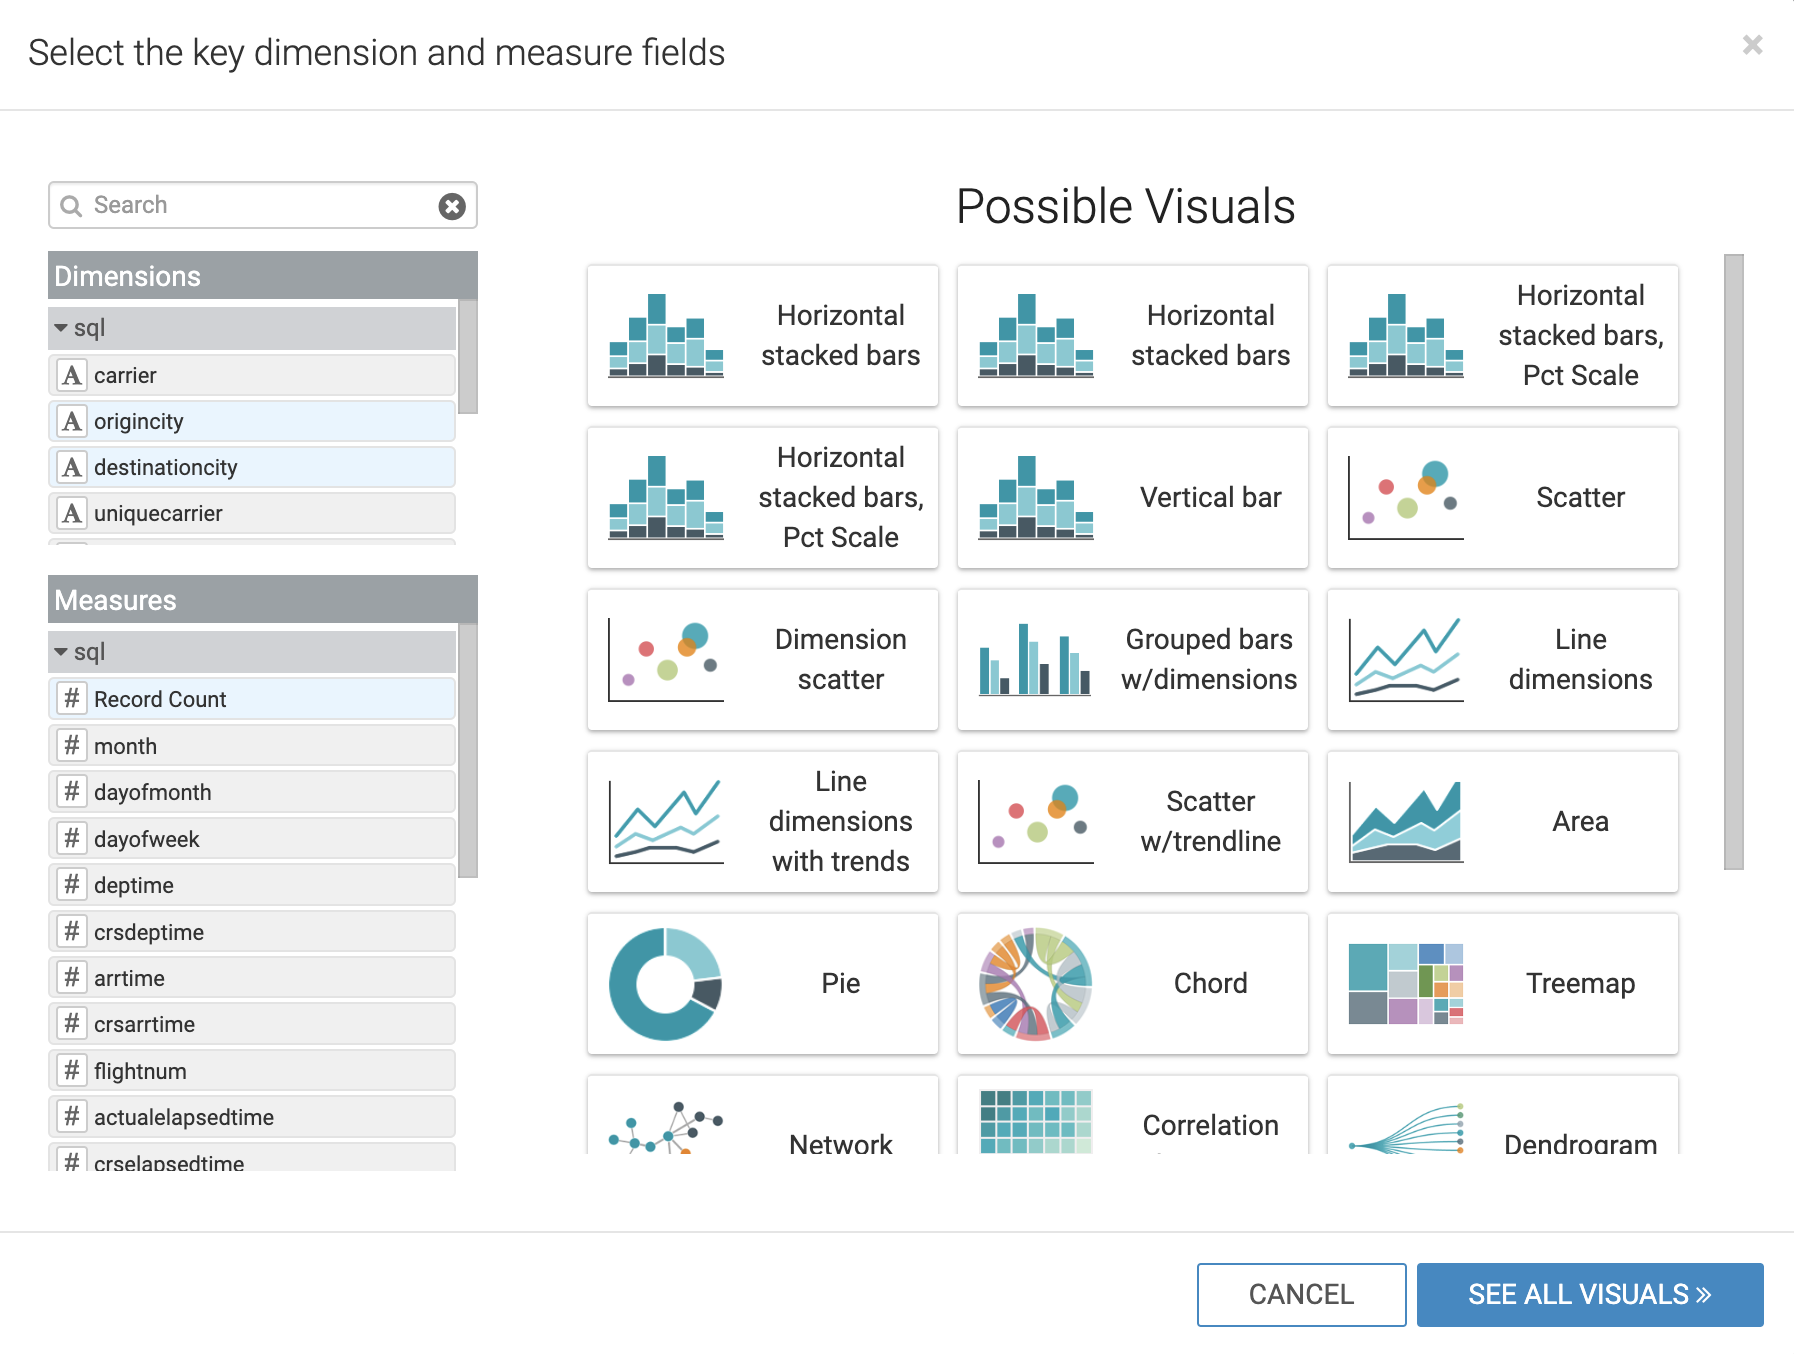 Select the key dimension and measure fields
×
Search
Dimensions
sql
A carrier
A origincity
A destinationcity
A uniquecarrier
Measures
sql
# Record Count
# month
# dayofmonth
# dayofweek
# deptime
# crsdeptime
# arrtime
# crsarrtime
# flightnum
# actualelapsedtime
# crselapsedtime
Possible Visuals
Horizontal
stacked bars
Horizontal
stacked bars
Horizontal
stacked bars,
Pct Scale
Horizontal
stacked bars,
Pct Scale
Vertical bar
Scatter
Dimension
scatter
Grouped bars
w/dimensions
Line
dimensions
Line
dimensions
with trends
Scatter
w/trendline
Area
Pie
Chord
Treemap
Network
Correlation
Dendrogram
CANCEL
SEE ALL VISUALS »